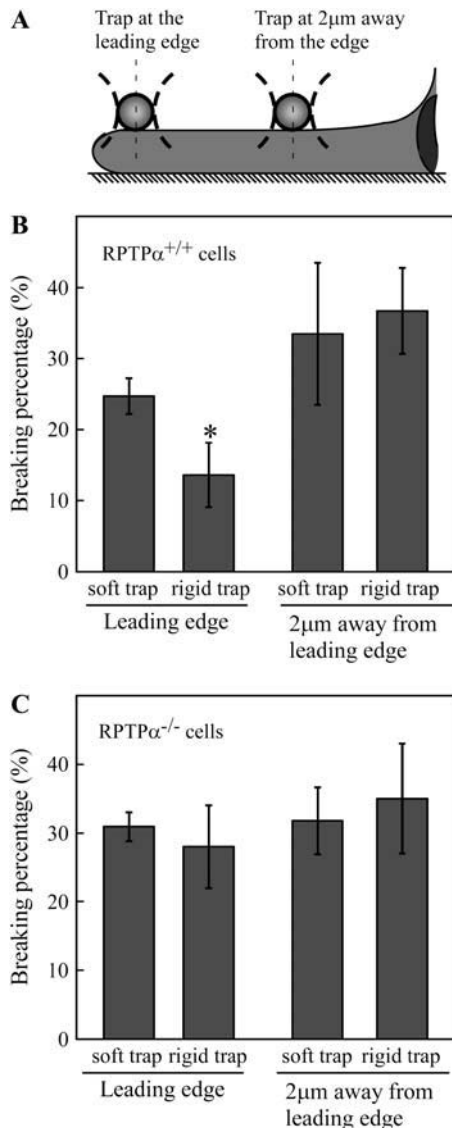 A
Trap at the
leading edge
Trap at 2μm away
from the edge
B
RPTPα+/+ cells
Breaking percentage (%)
40
30
20
10
0
*
soft trap rigid trap
Leading edge
soft trap rigid trap
2μm away from
leading edge
C
RPTPα-/- cells
Breaking percentage (%)
40
30
20
10
0
soft trap rigid trap
Leading edge
soft trap rigid trap
2μm away from
leading edge